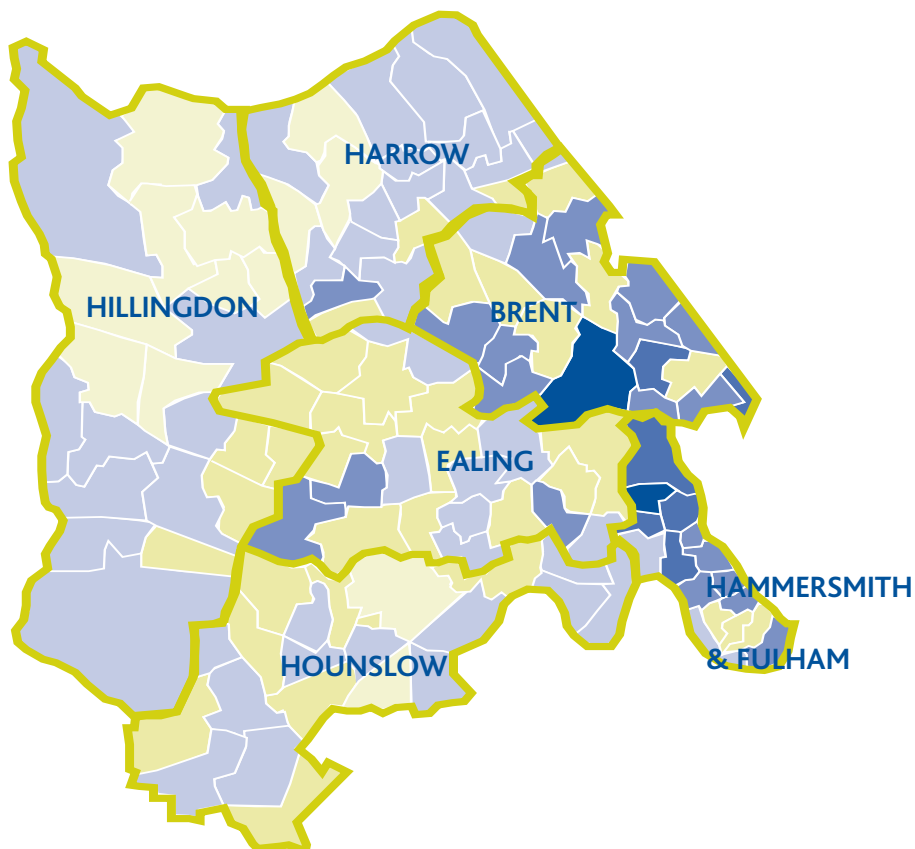 HARROW
HILLINGDON
BRENT
EALING
HAMMERSMITH
& FULHAM
HOUNSLOW